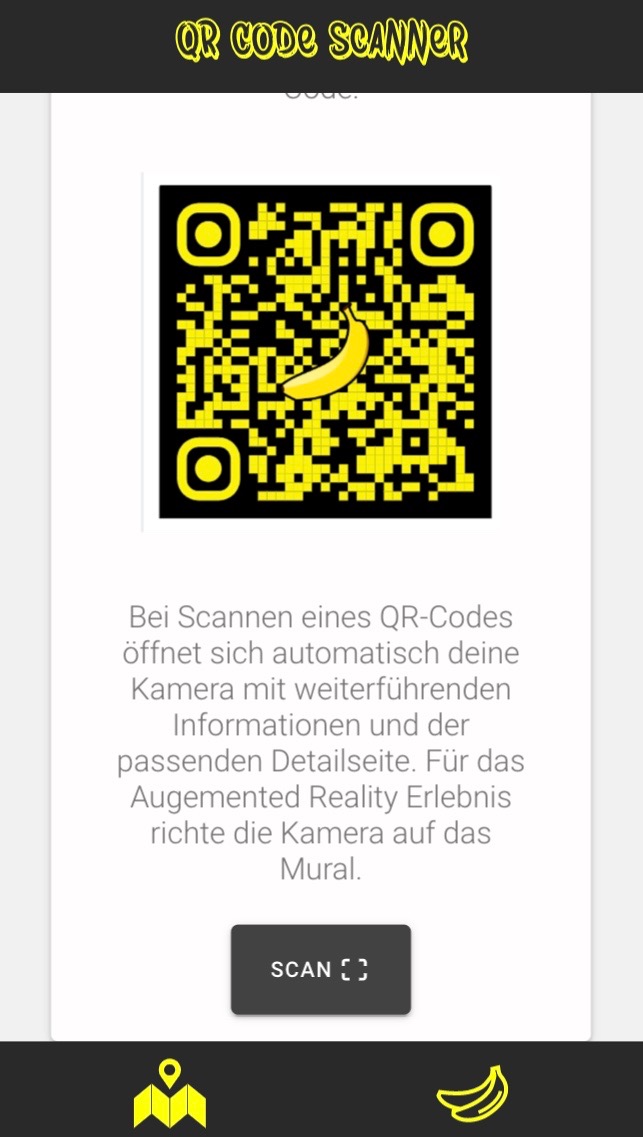 QR CODE SCANNER
Code.
Bei Scannen eines QR-Codes
öffnet sich automatisch deine
Kamera mit weiterführenden
Informationen und der
passenden Detailseite. Für das
Augemented Reality Erlebnis
richte die Kamera auf das
Mural.
SCAN